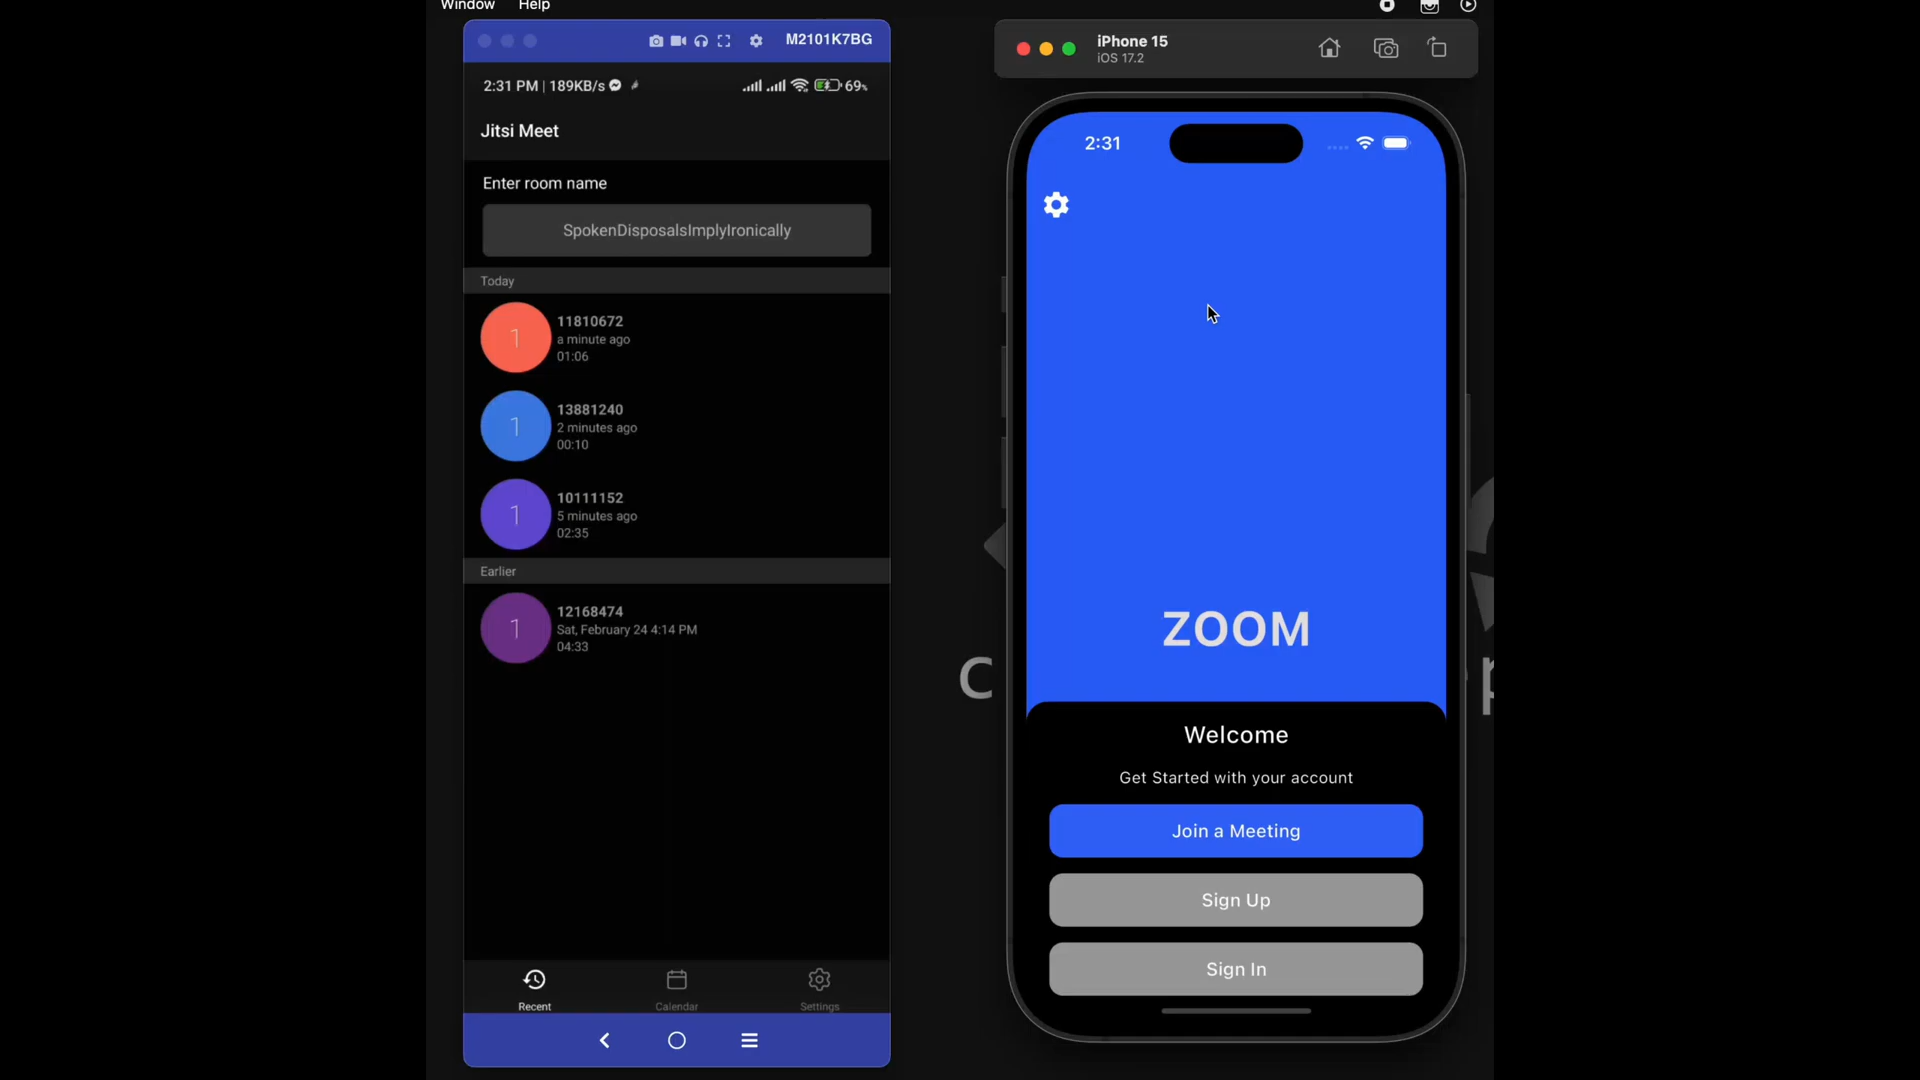 Window Help
M2101K7BG
2:31 PM | 189KB/s
69%
Jitsi Meet
Enter room name
SpokenDisposalsImplyIronically
Today
1
11810672
a minute ago
01:06
1
13881240
2 minutes ago
00:10
1
10111152
5 minutes ago
02:35
Earlier
1
12168474
Sat, February 24 4:14 PM
04:33
Recent
Calendar
Settings
iPhone 15
iOS 17.2
2:31
ZOOM
Welcome
Get Started with your account
Join a Meeting
Sign Up
Sign In